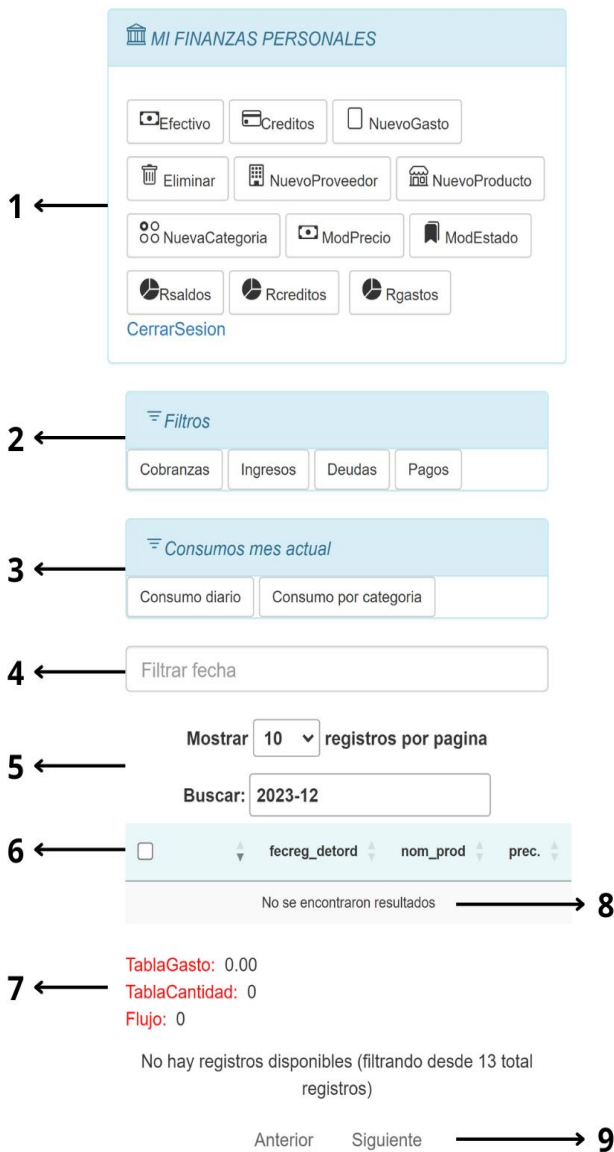 MI FINANZAS PERSONALES
Efectivo Creditos NuevoGasto
Eliminar NuevoProveedor NuevoProducto
1
NuevaCategoria ModPrecio ModEstado
Rsaldos Rcreditos Rgastos
CerrarSesion
Filtros
2
Cobranzas Ingresos Deudas Pagos
Consumos mes actual
3
Consumo diario Consumo por categoria
4 Filtrar fecha
Mostrar 10 registros por pagina
5
Buscar: 2023-12
6 fecreg_detord nom_prod prec.
No se encontraron resultados 8
TablaGasto: 0.00
7 TablaCantidad: 0
Flujo: 0
No hay registros disponibles (filtrando desde 13 total
registros)
Anterior Siguiente 9